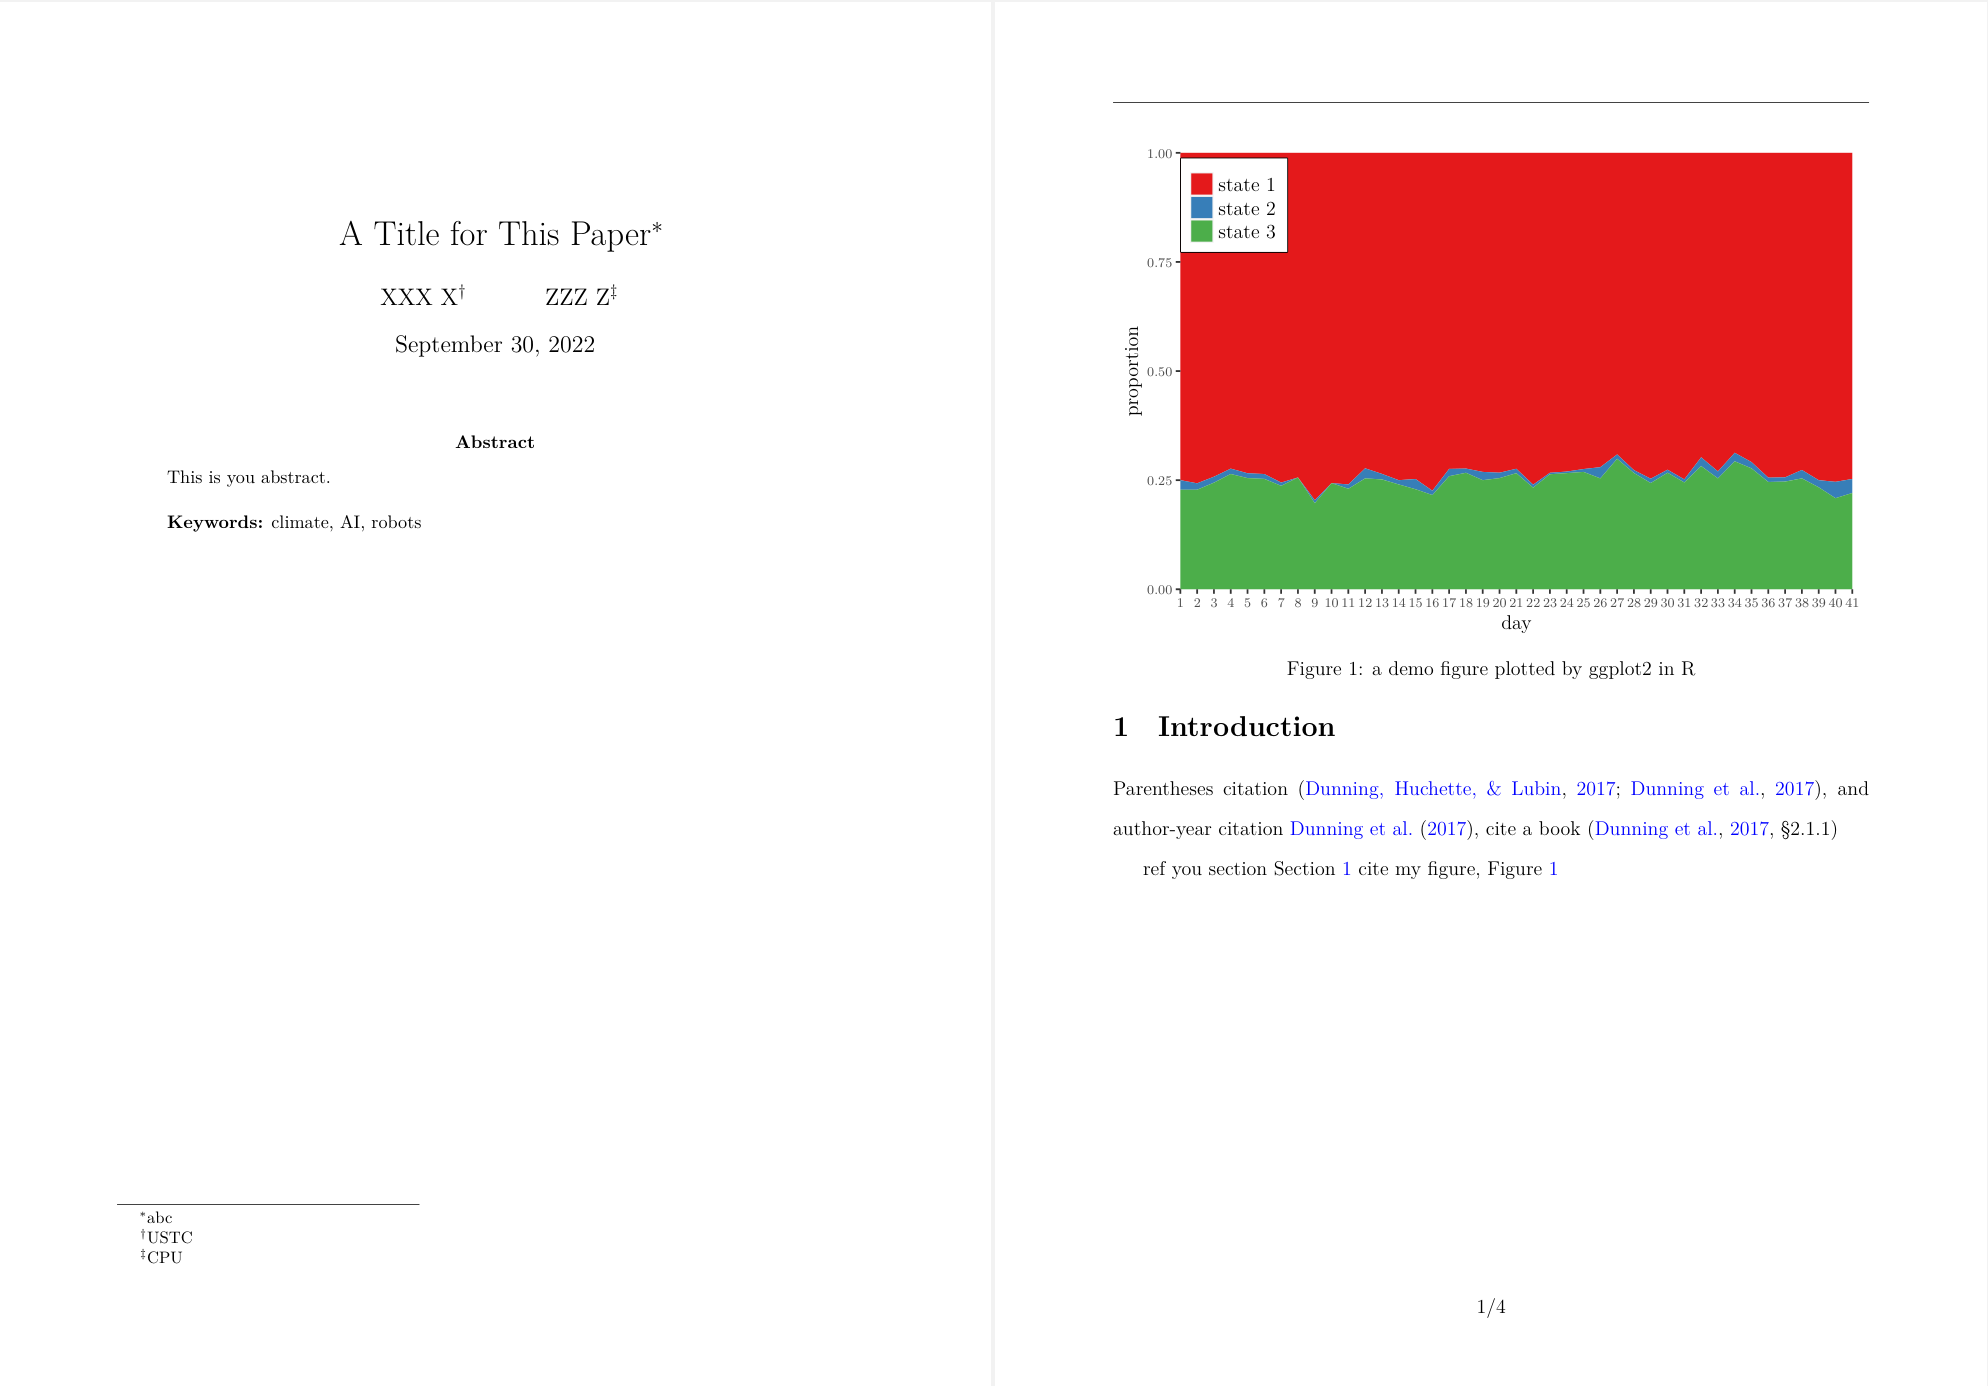 A Title for This Paper*
XXX X† ZZZ Z‡
September 30, 2022
Abstract
This is you abstract.
Keywords: climate, AI, robots
*abc
†USTC
‡CPU
1.00
0.75
0.50
0.25
0.00
proportion
state 1
state 2
state 3
1 2 3 4 5 6 7 8 9 10 11 12 13 14 15 16 17 18 19 20 21 22 23 24 25 26 27 28 29 30 31 32 33 34 35 36 37 38 39 40 41
day
Figure 1: a demo figure plotted by ggplot2 in R
1 Introduction
Parentheses citation (Dunning, Huchette, & Lubin, 2017; Dunning et al., 2017), and
author-year citation Dunning et al. (2017), cite a book (Dunning et al., 2017, §2.1.1)
ref you section Section 1 cite my figure, Figure 1
1/4